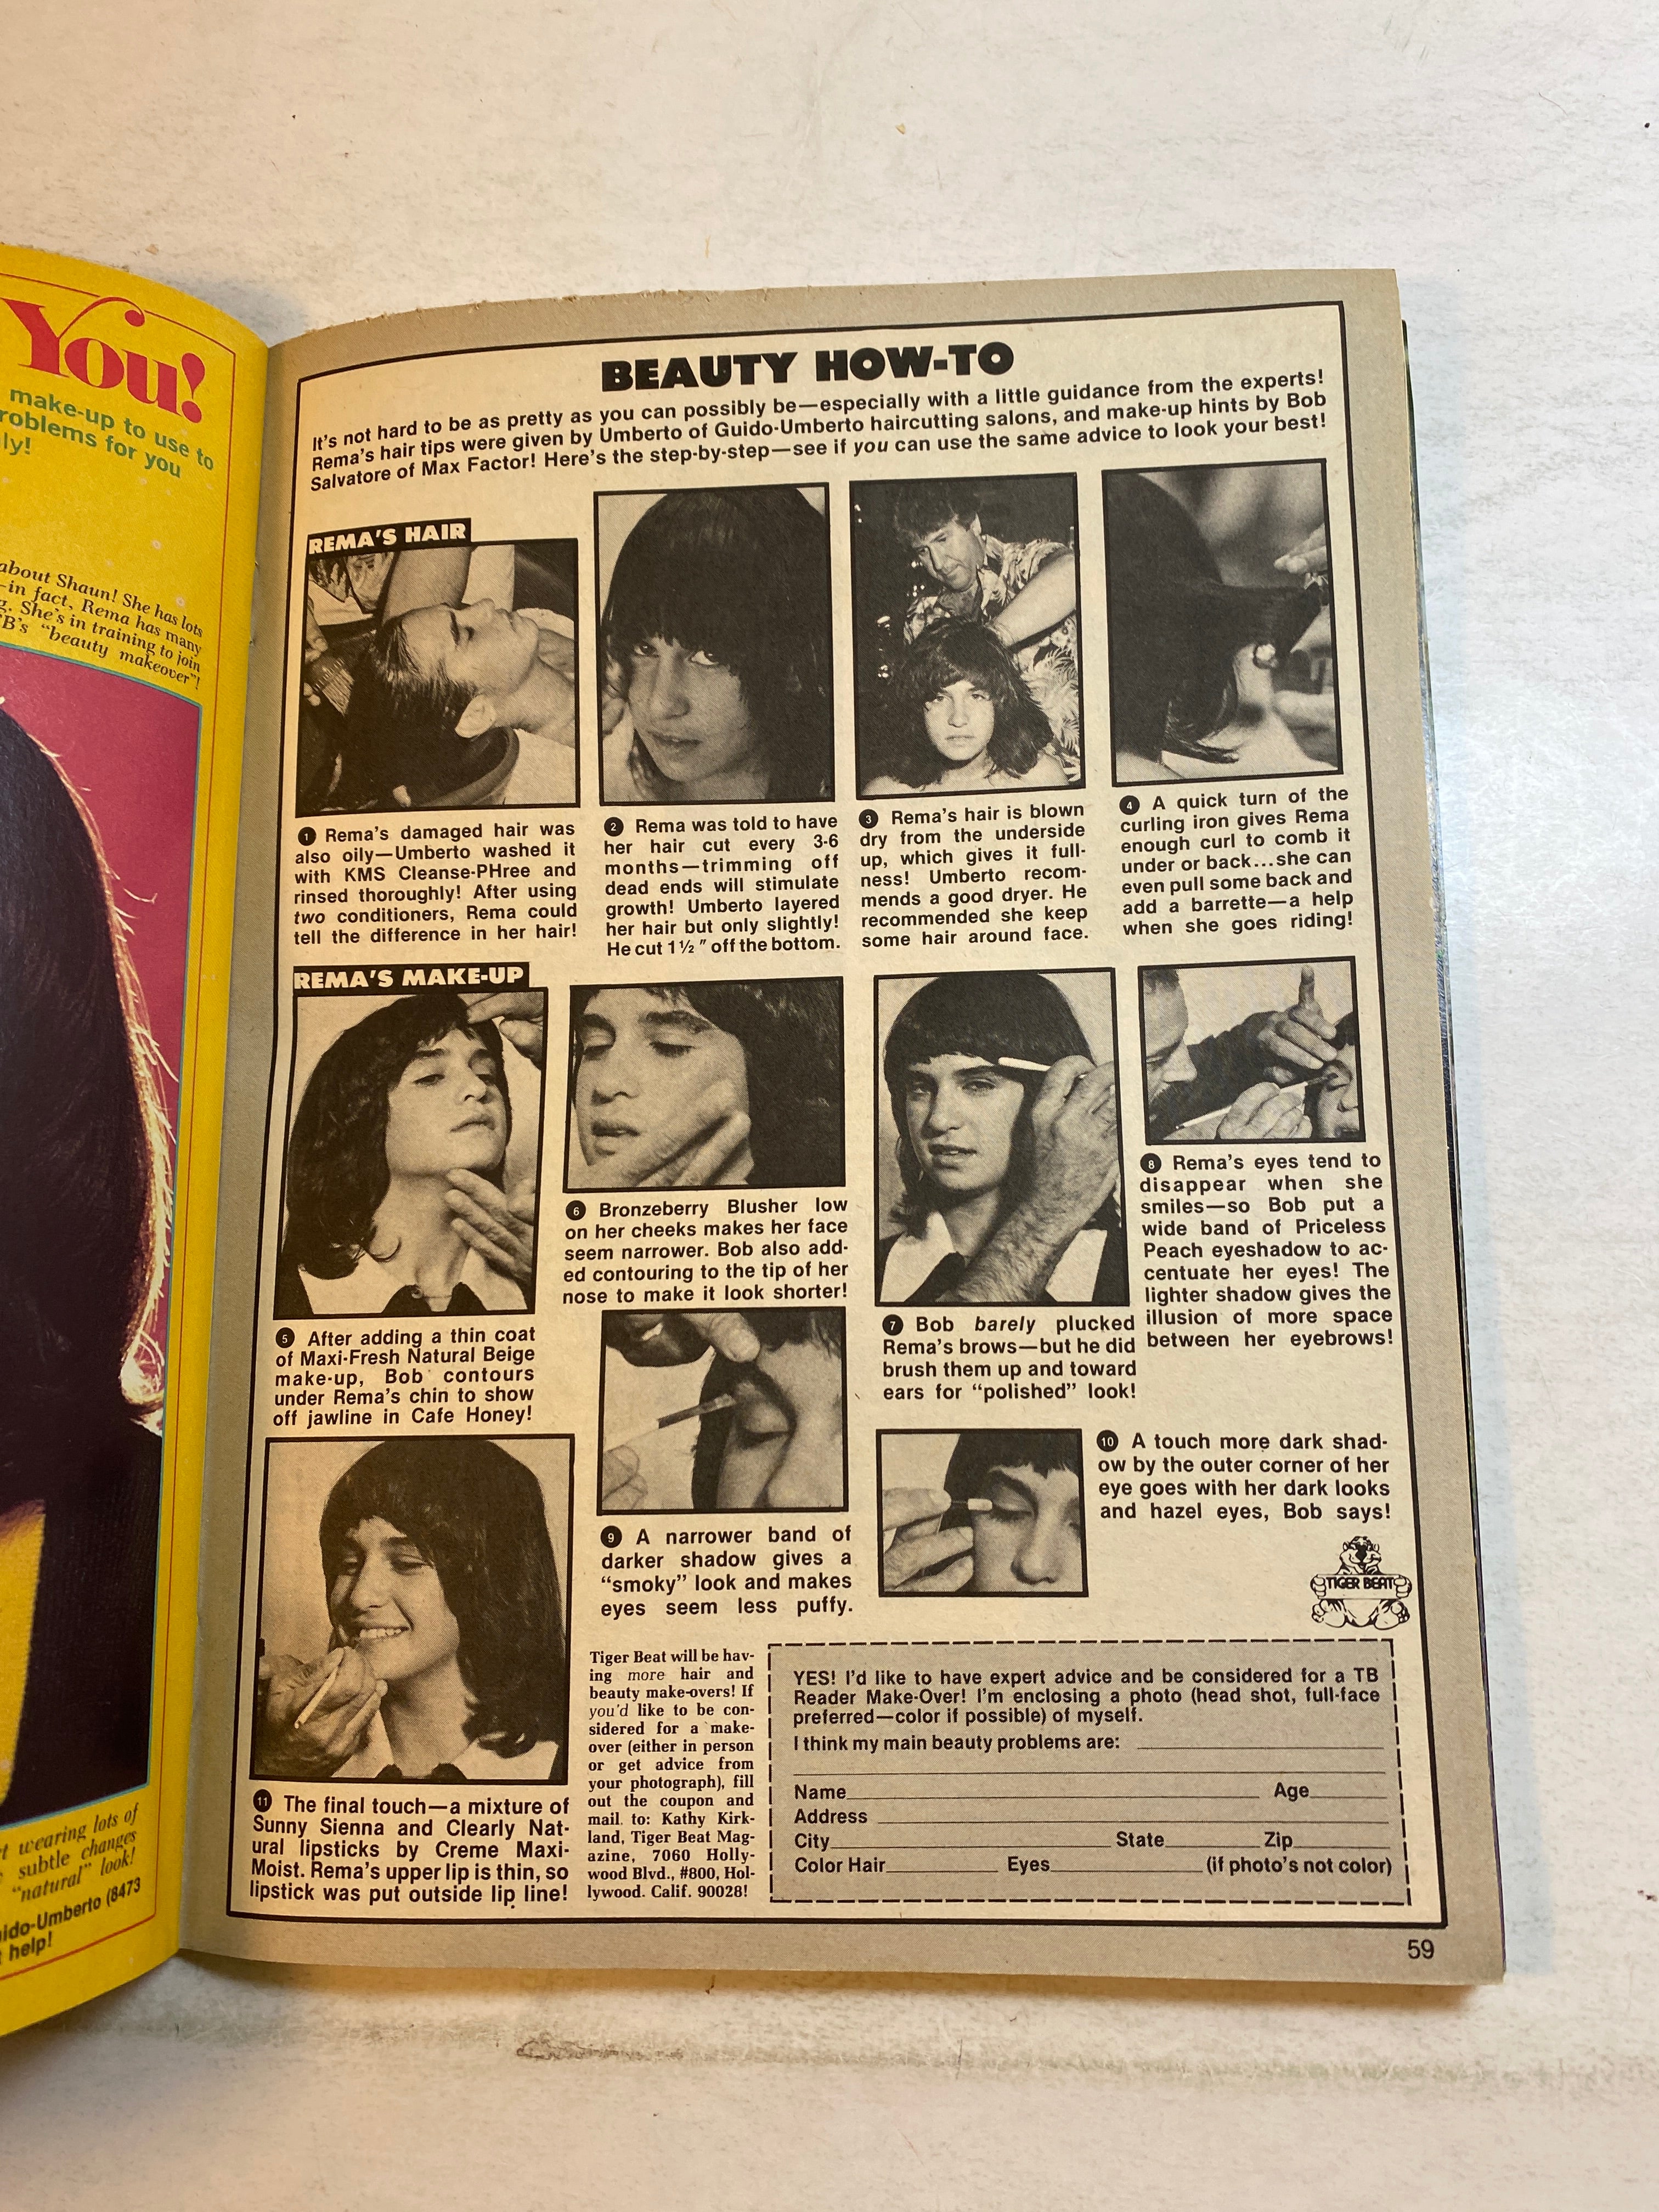 You!
make-up to use to
roblems for you
ly!
about Shaun! She has lots
—in fact, Rema has many
g. She's in training to join
B's "beauty makeover"!
t wearing lots of
subtle changes
"natural" look!
uido-Umberto (8473
help!
BEAUTY HOW-TO
It's not hard to be as pretty as you can possibly be—especially with a little guidance from the experts!
Rema's hair tips were given by Umberto of Guido-Umberto haircutting salons, and make-up hints by Bob
Salvatore of Max Factor! Here's the step-by-step—see if you can use the same advice to look your best!
REMA'S HAIR
1 Rema's damaged hair was
also oily—Umberto washed it
with KMS Cleanse-PHree and
rinsed thoroughly! After using
two conditioners, Rema could
tell the difference in her hair!
2 Rema was told to have
her hair cut every 3-6
months—trimming off
dead ends will stimulate
growth! Umberto layered
her hair but only slightly!
He cut 1½" off the bottom.
3 Rema's hair is blown
dry from the underside
up, which gives it full-
ness! Umberto recom-
mends a good dryer. He
recommended she keep
some hair around face.
4 A quick turn of the
curling iron gives Rema
enough curl to comb it
under or back...she can
even pull some back and
add a barrette—a help
when she goes riding!
REMA'S MAKE-UP
5 After adding a thin coat
of Maxi-Fresh Natural Beige
make-up, Bob contours
under Rema's chin to show
off jawline in Cafe Honey!
6 Bronzeberry Blusher low
on her cheeks makes her face
seem narrower. Bob also add-
ed contouring to the tip of her
nose to make it look shorter!
7 Bob barely plucked
Rema's brows—but he did
brush them up and toward
ears for "polished" look!
8 Rema's eyes tend to
disappear when she
smiles—so Bob put a
wide band of Priceless
Peach eyeshadow to ac-
centuate her eyes! The
lighter shadow gives the
illusion of more space
between her eyebrows!
9 A narrower band of
darker shadow gives a
"smoky" look and makes
eyes seem less puffy.
10 A touch more dark shad-
ow by the outer corner of her
eye goes with her dark looks
and hazel eyes, Bob says!
TIGER BEAT
11 The final touch—a mixture of
Sunny Sienna and Clearly Nat-
ural lipsticks by Creme Maxi-
Moist. Rema's upper lip is thin, so
lipstick was put outside lip line!
Tiger Beat will be hav-
ing more hair and
beauty make-overs! If
you'd like to be con-
sidered for a make-
over (either in person
or get advice from
your photograph), fill
out the coupon and
mail to: Kathy Kirk-
land, Tiger Beat Mag-
azine, 7060 Holly-
wood Blvd., #800, Hol-
lywood. Calif. 90028!
YES! I'd like to have expert advice and be considered for a TB
Reader Make-Over! I'm enclosing a photo (head shot, full-face
preferred—color if possible) of myself.
I think my main beauty problems are:
Name Age
Address
City State Zip
Color Hair Eyes (if photo's not color)
59